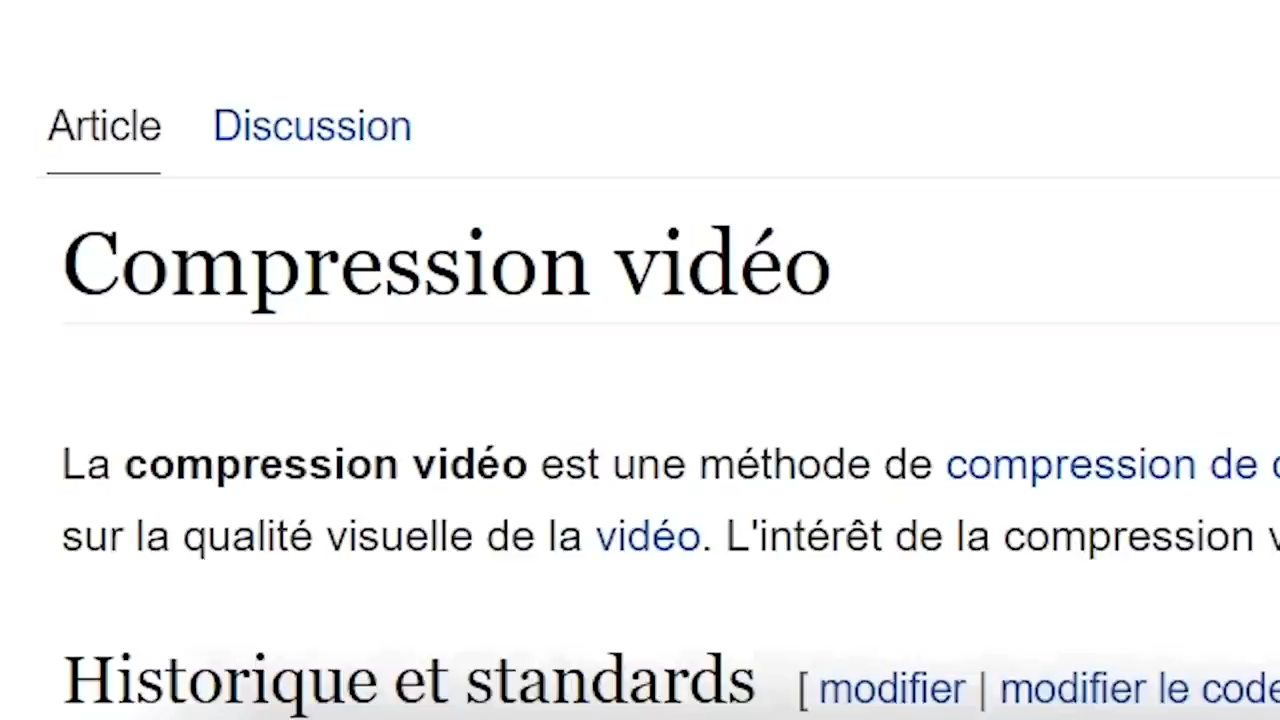 Article Discussion
Compression vidéo
La compression vidéo est une méthode de compression de
sur la qualité visuelle de la vidéo. L'intérêt de la compression
Historique et standards [ modifier | modifier le code